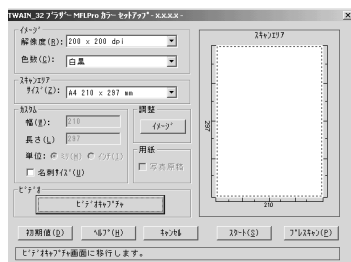 TWAIN_32 ブラザー MFLPro カラー セットアップ - x.x.x.x -
イメージ
解像度(R): 200 x 200 dpi
色数(C): 白黒
スキャンエリア
サイズ(Z): A4 210 x 297 mm
カスタム
幅(W): 210
長さ(L) 297
単位: ミリ(M) インチ(I)
名刺サイズ(U)
調整
イメージ
用紙
写真原稿
ビデオ
ビデオキャプチャ
スキャンエリア
297
210
初期値(D) ヘルプ(H) キャンセル スタート(S) プレスキャン(P)
ビデオキャプチャ画面に移行します。